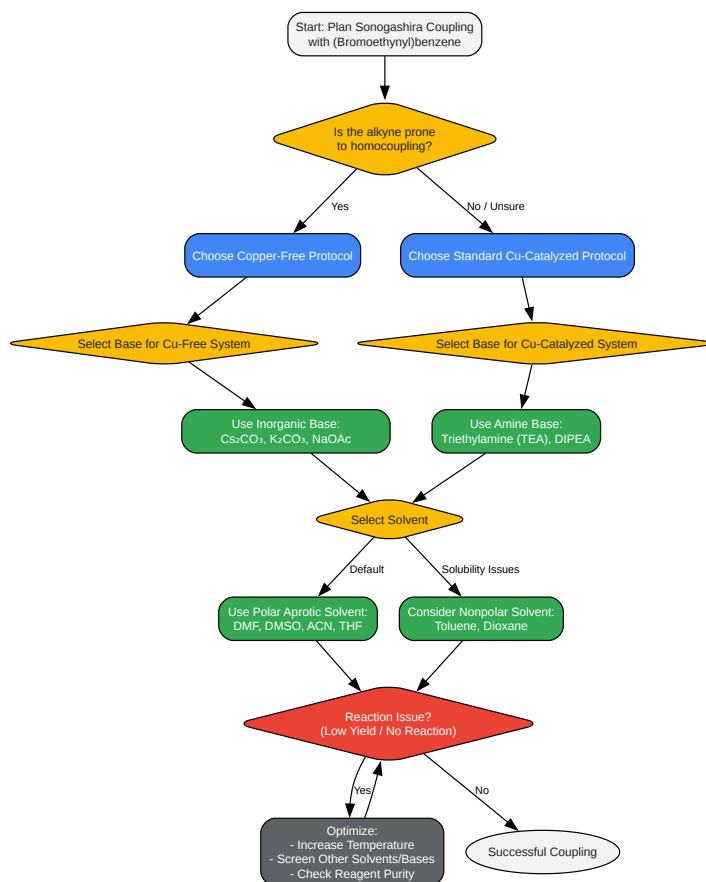 Start: Plan Sonogashira Coupling
with (Bromoethynyl)benzene
Is the alkyne prone
to homocoupling?
Yes
No / Unsure
Choose Copper-Free Protocol
Choose Standard Cu-Catalyzed Protocol
Select Base for Cu-Free System
Select Base for Cu-Catalyzed System
Use Inorganic Base:
Cs₂CO₃, K₂CO₃, NaOAc
Use Amine Base:
Triethylamine (TEA), DIPEA
Select Solvent
Default
Solubility Issues
Use Polar Aprotic Solvent:
DMF, DMSO, ACN, THF
Consider Nonpolar Solvent:
Toluene, Dioxane
Reaction Issue?
(Low Yield / No Reaction)
Yes
No
Optimize:
- Increase Temperature
- Screen Other Solvents/Bases
- Check Reagent Purity
Successful Coupling